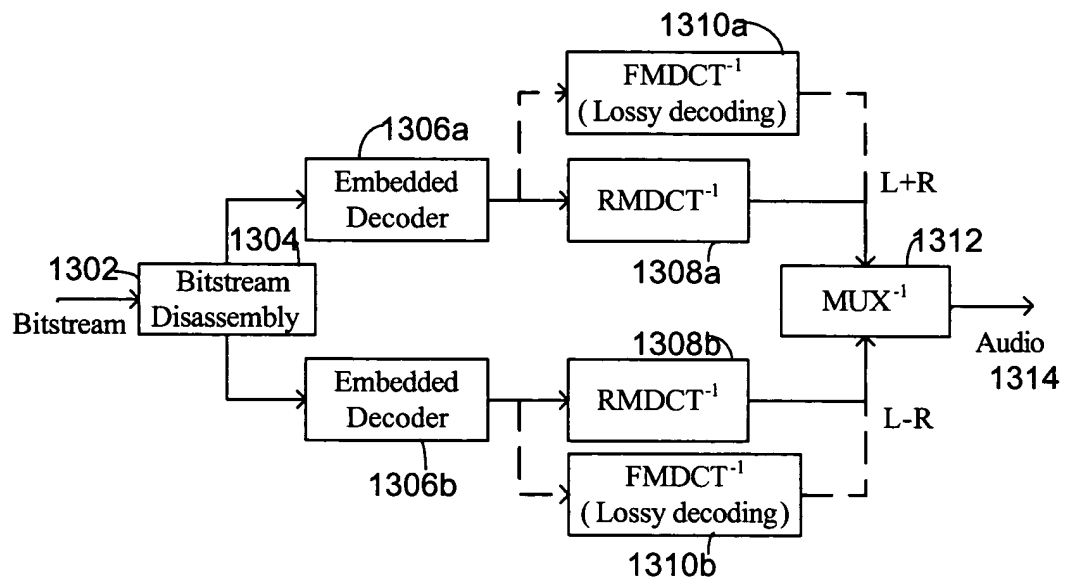 1310a
FMDCT⁻¹
( Lossy decoding)
1306a
Embedded
Decoder
RMDCT⁻¹
L+R
1304
1308a
1312
1302
Bitstream
Disassembly
Bitstream
MUX⁻¹
Audio
1314
1308b
Embedded
Decoder
RMDCT⁻¹
L-R
1306b
FMDCT⁻¹
( Lossy decoding)
1310b